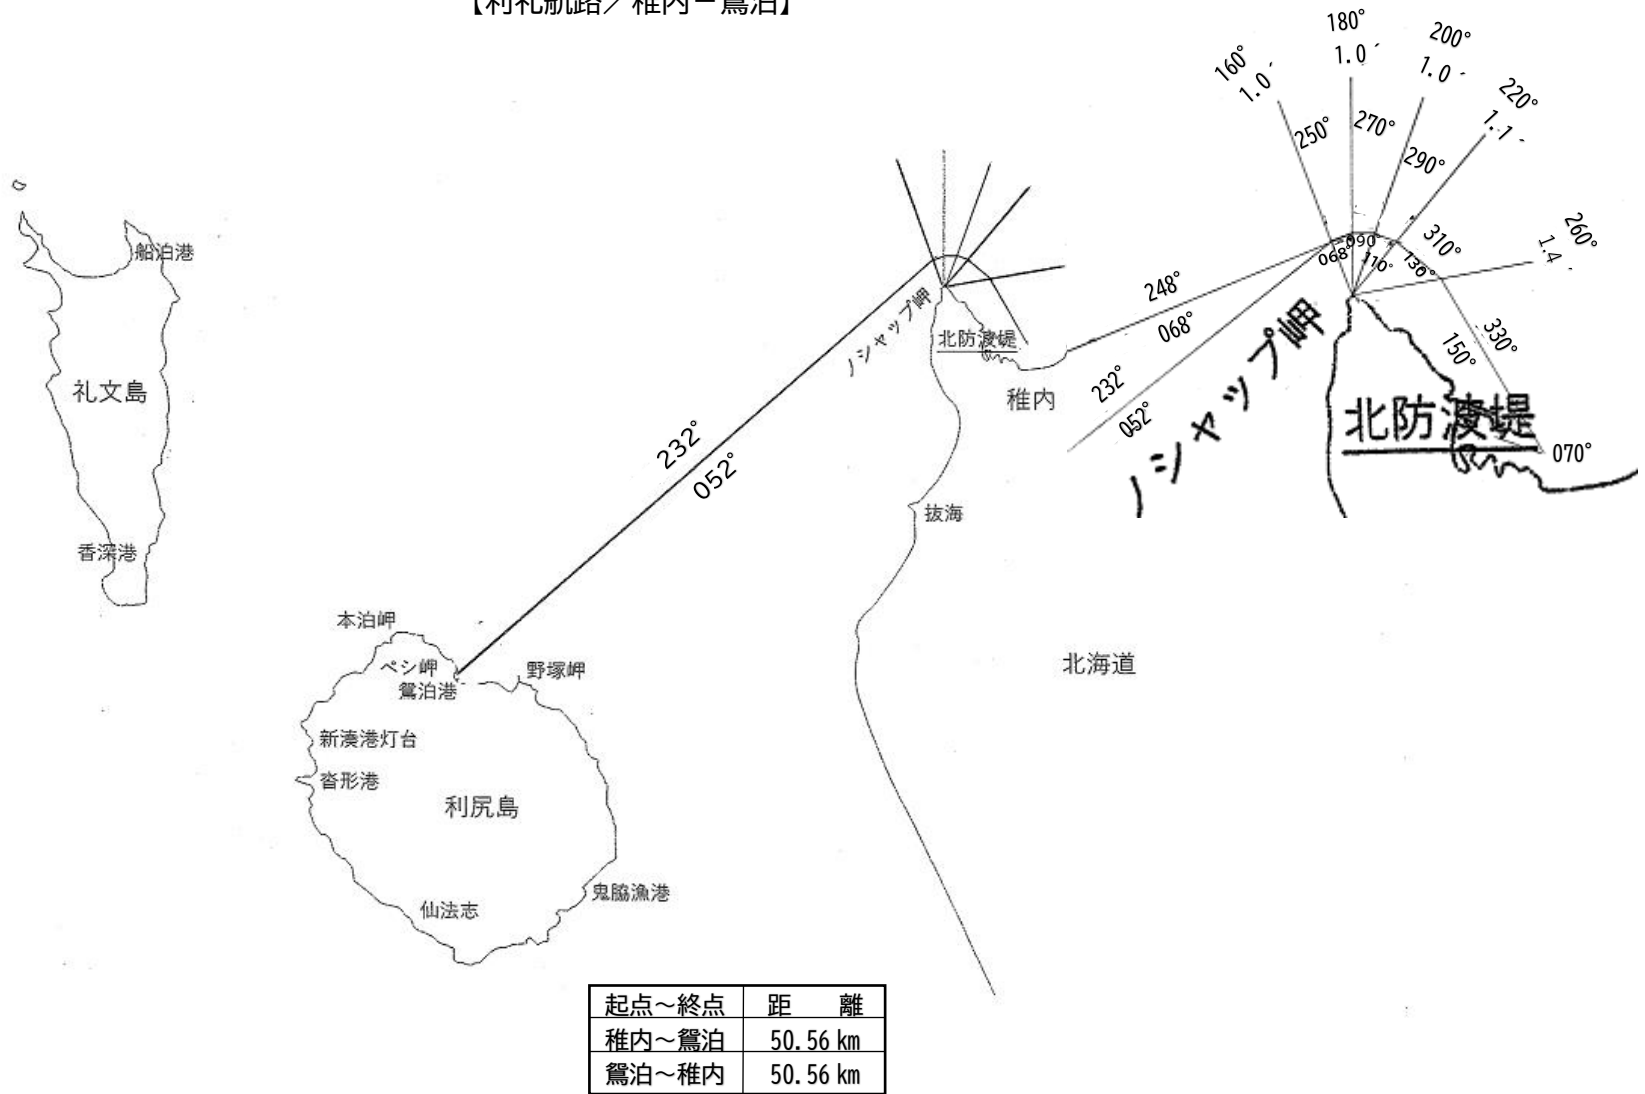 【利礼航路／稚内－鴛泊】
180°
1.0 ′
200°
1.0 ′
160°
1.0 ′
220°
1.1 ′
250°
270°
290°
310°
260°
1.4 ′
068°
090
110°
130°
船泊港
248°
068°
ノシャップ岬
北防波堤
稚内
232°
052°
ノシャップ岬
330°
150°
北防波堤
070°
礼文島
232°
052°
抜海
香深港
本泊岬
ペシ岬
鴛泊港
野塚岬
北海道
新湊港灯台
沓形港
利尻島
鬼脇漁港
仙法志
起点～終点 距 離
稚内～鴛泊 50.56 km
鴛泊～稚内 50.56 km